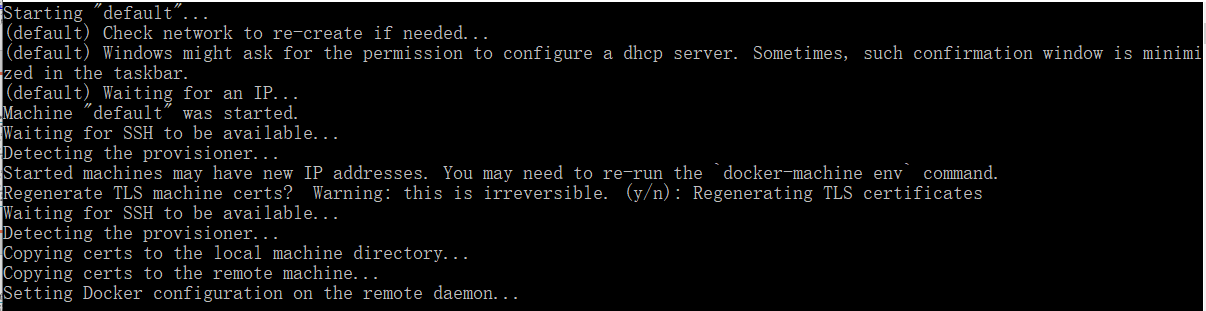 Starting "default"...
(default) Check network to re-create if needed...
(default) Windows might ask for the permission to configure a dhcp server. Sometimes, such confirmation window is minimi
zed in the taskbar.
(default) Waiting for an IP...
Machine "default" was started.
Waiting for SSH to be available...
Detecting the provisioner...
Started machines may have new IP addresses. You may need to re-run the `docker-machine env` command.
Regenerate TLS machine certs?  Warning: this is irreversible. (y/n): Regenerating TLS certificates
Waiting for SSH to be available...
Detecting the provisioner...
Copying certs to the local machine directory...
Copying certs to the remote machine...
Setting Docker configuration on the remote daemon...